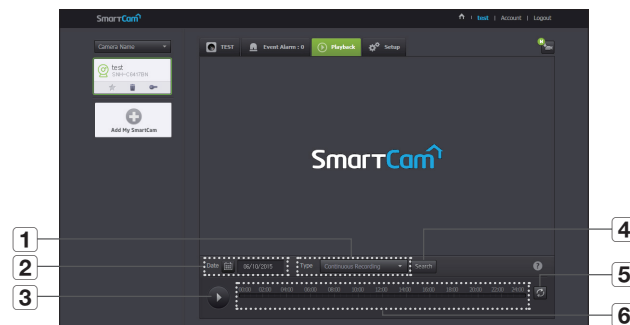 SmartCam
test | Account | Logout
Camera Name
TEST
Event Alarm : 0
Playback
Setup
test
SNH-C6417BN
Add My SmartCam
SmartCam
1
2
3
4
5
6
Date
06/10/2015
Type
Continuous Recording
Search
?
00:00 02:00 04:00 06:00 08:00 10:00 12:00 14:00 16:00 18:00 20:00 22:00 24:00